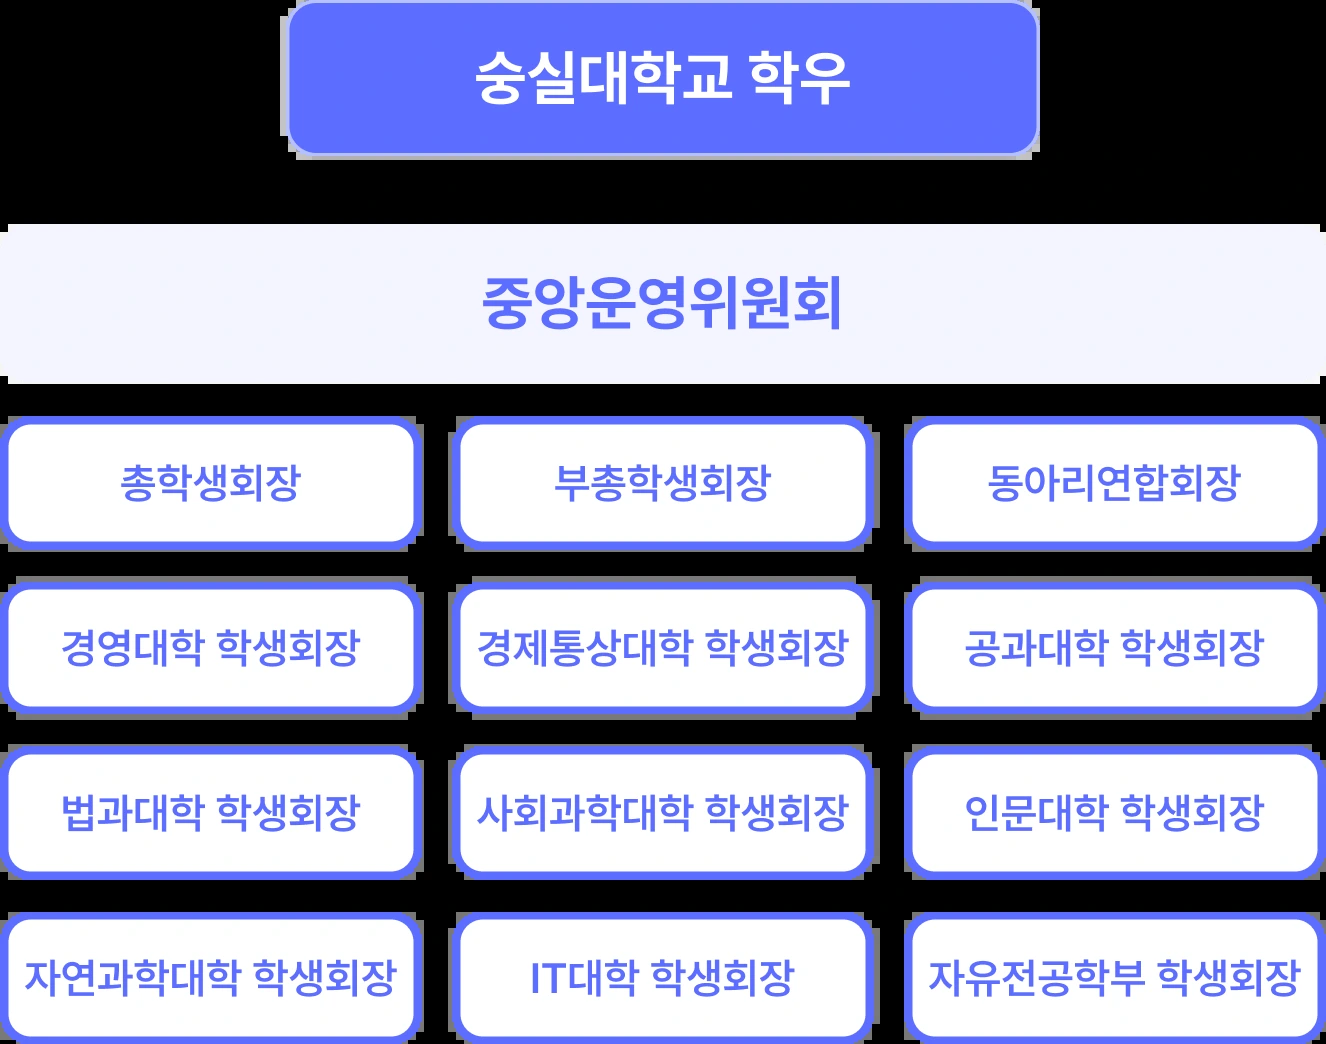 숭실대학교 학우
중앙운영위원회
총학생회장
부총학생회장
동아리연합회장
경영대학 학생회장
경제통상대학 학생회장
공과대학 학생회장
법과대학 학생회장
사회과학대학 학생회장
인문대학 학생회장
자연과학대학 학생회장
IT대학 학생회장
자유전공학부 학생회장